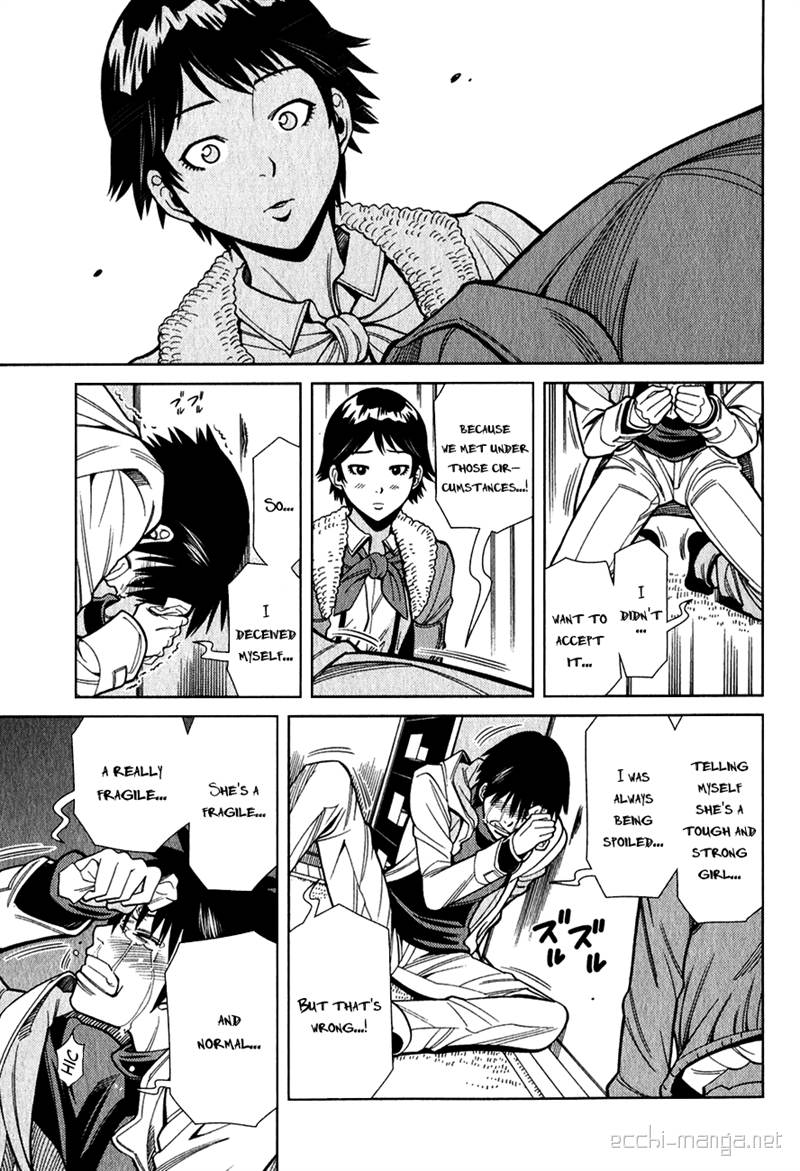 I
DIDN'T
WANT TO
ACCEPT
IT...
BECAUSE
WE MET UNDER
THOSE CIR-
CUMSTANCES...!
SO...
I
DECEIVED
MYSELF...
ブブ
TELLING
MYSELF
SHE'S A
TOUGH AND
STRONG
GIRL...
I WAS
ALWAYS
BEING
SPOILED...
ズズ
ル ル
BUT THAT'S
WRONG...!
SHE'S A
FRAGILE...
A REALLY
FRAGILE...
AND
NORMAL...
HIC
ecchi-manga.net